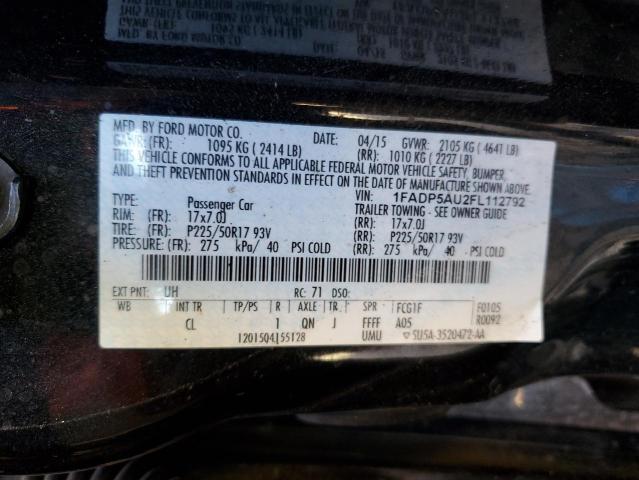 MFD. BY FORD MOTOR CO. DATE: 04/15 GVWR: 2105 KG ( 4641 LB)
GAWR: (FR): 1095 KG ( 2414 LB) (RR): 1010 KG ( 2227 LB)
THIS VEHICLE CONFORMS TO ALL APPLICABLE FEDERAL MOTOR VEHICLE SAFETY, BUMPER,
AND THEFT PREVENTION STANDARDS IN EFFECT ON THE DATE OF MANUFACTURE SHOWN ABOVE.
VIN: 1FADP5AU2FL112792
TYPE: Passenger Car TRAILER TOWING - SEE OWNER GUIDE
RIM: (FR) 17x7.0J (RR): 17x7.0J
TIRE: (FR) P225/50R17 93V (RR): P225/50R17 93V
PRESSURE: (FR) 275 kPa/ 40 PSI COLD (RR): 275 kPa/ 40 PSI COLD
EXT PNT: UH RC: 71 DSO:
WB INT TR TP/PS R AXLE TR SPR FCG1F F0105
CL 1 QN J FFFF A05 R0092
1201504155128 UMU 5U5A-3520472-AA